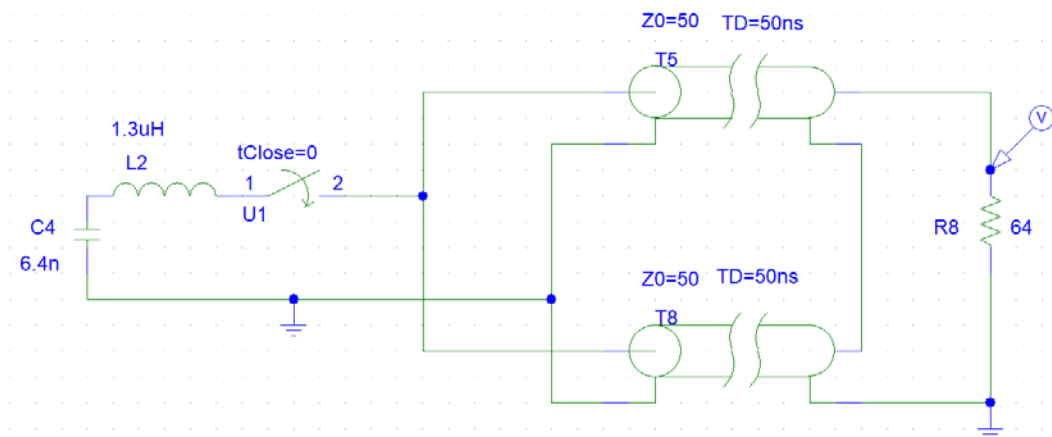 Z0=50 TD=50ns
T5
1.3uH
L2
tClose=0
1 2
U1
C4
6.4n
V
R8 64
Z0=50 TD=50ns
T8